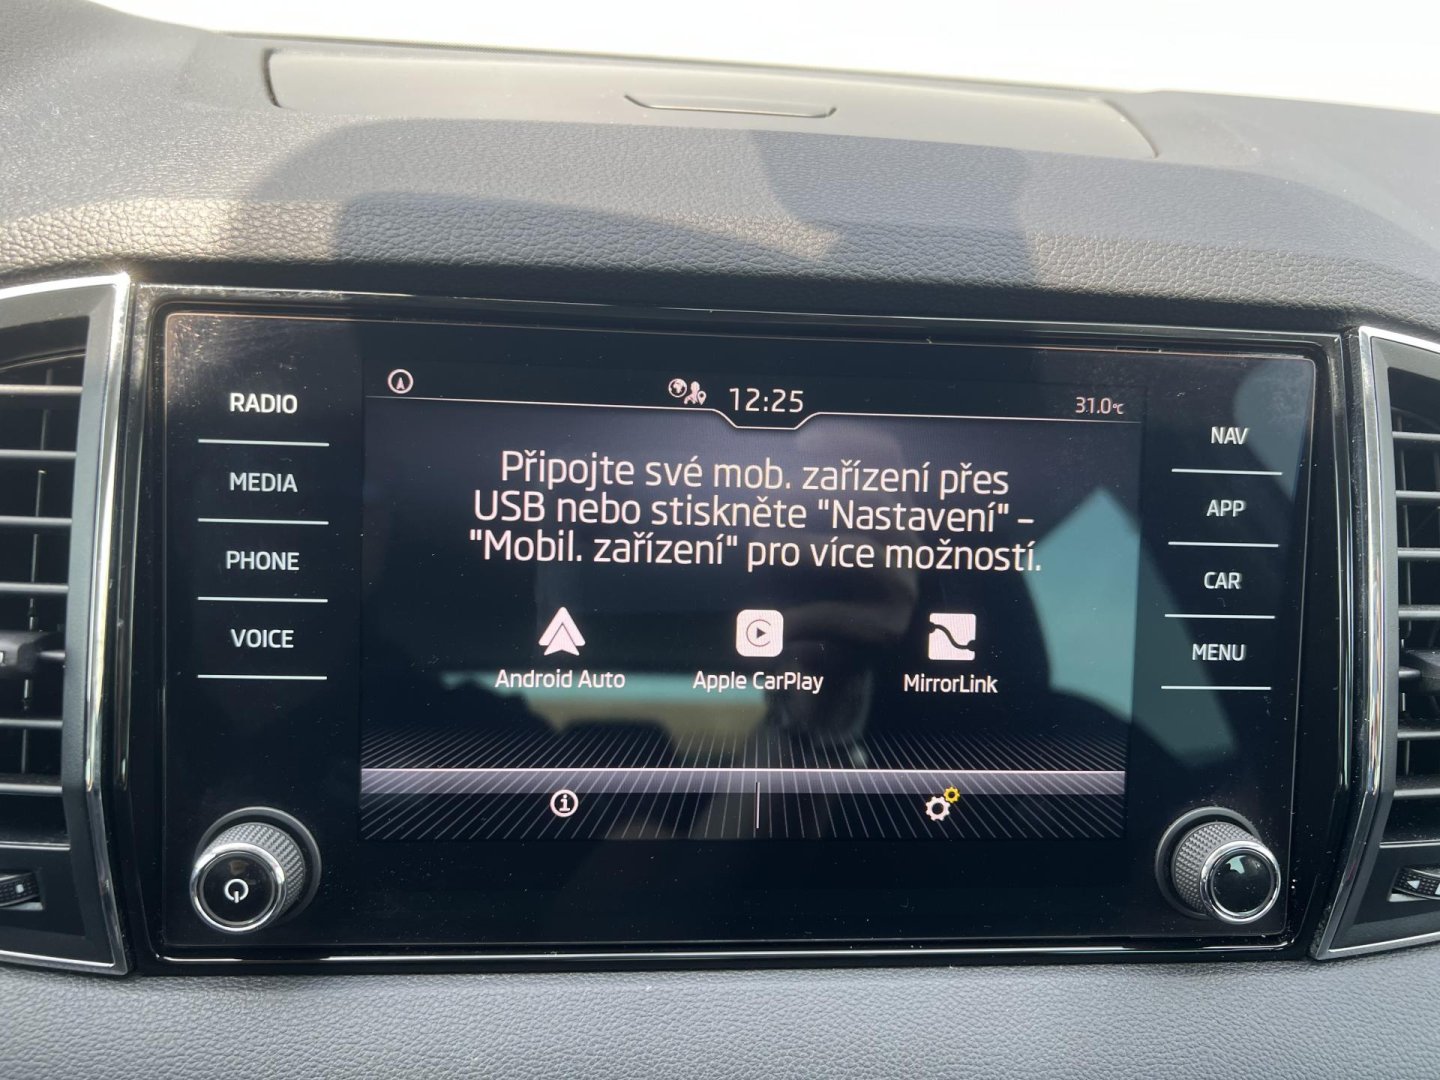 12:25
31.0°C
RADIO
MEDIA
PHONE
VOICE
Připojte své mob. zařízení přes
USB nebo stiskněte "Nastavení" –
"Mobil. zařízení" pro více možností.
Android Auto
Apple CarPlay
MirrorLink
NAV
APP
CAR
MENU